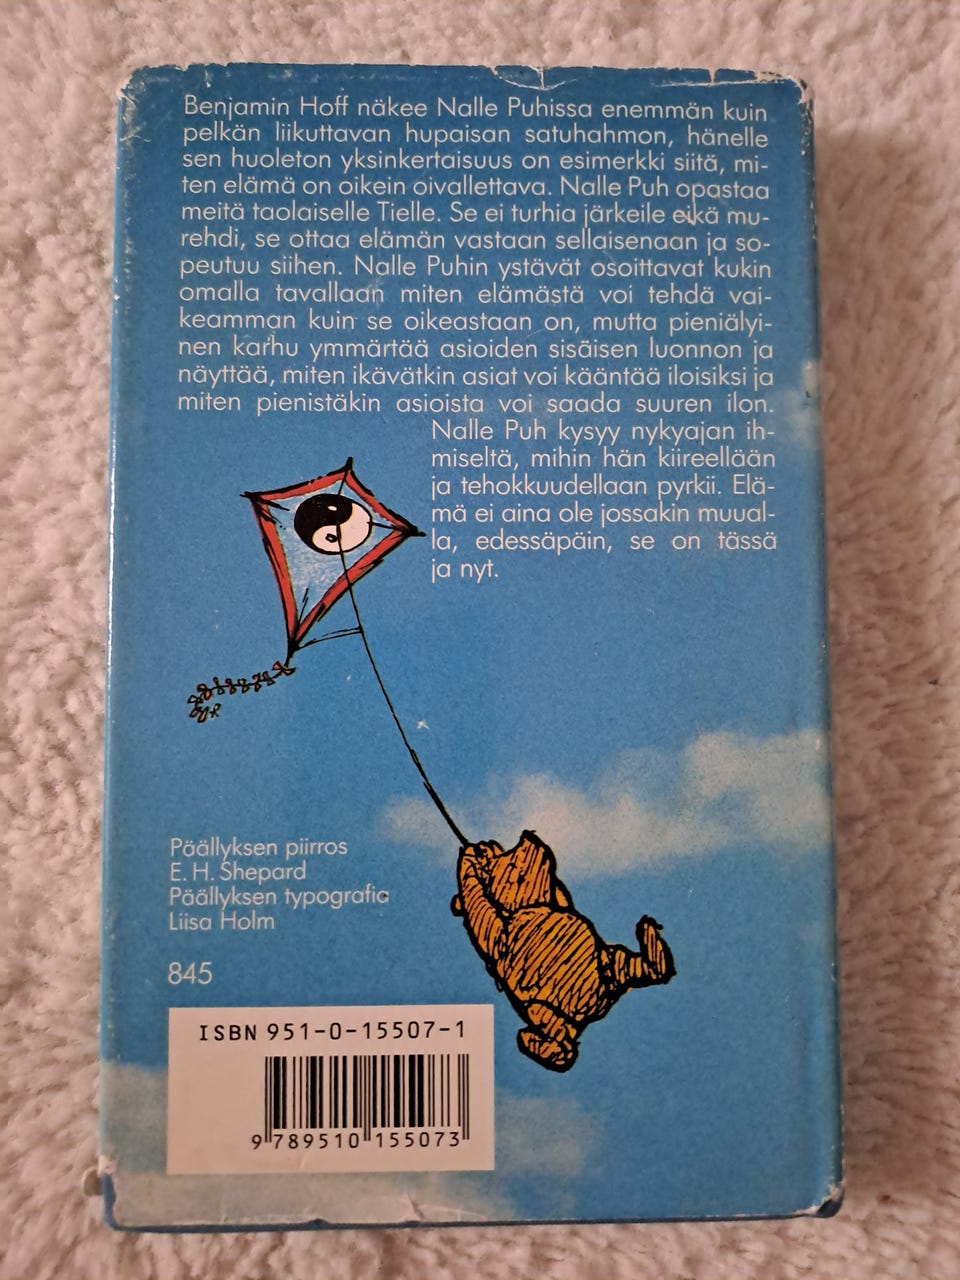 Benjamin Hoff näkee Nalle Puhissa enemmän kuin
pelkän liikuttavan hupaisan satuhahmon, hänelle
sen huoleton yksinkertaisuus on esimerkki siitä, mi-
ten elämä on oikein oivallettava. Nalle Puh opastaa
meitä taolaiselle Tielle. Se ei turhia järkeile eikä mu-
rehdi, se ottaa elämän vastaan sellaisenaan ja so-
peutuu siihen. Nalle Puhin ystävät osoittavat kukin
omalla tavallaan miten elämästä voi tehdä vai-
keamman kuin se oikeastaan on, mutta pieniälyi-
nen karhu ymmärtää asioiden sisäisen luonnon ja
näyttää, miten ikävätkin asiat voi kääntää iloisiksi ja
miten pienistäkin asioista voi saada suuren ilon.
Nalle Puh kysyy nykyajan ih-
miseltä, mihin hän kiireellään
ja tehokkuudellaan pyrkii. Elä-
mä ei aina ole jossakin muual-
la, edessäpäin, se on tässä
ja nyt.
Päällyksen piirros
E. H. Shepard
Päällyksen typografia
Liisa Holm
845
ISBN 951-0-15507-1
9 789510 155073